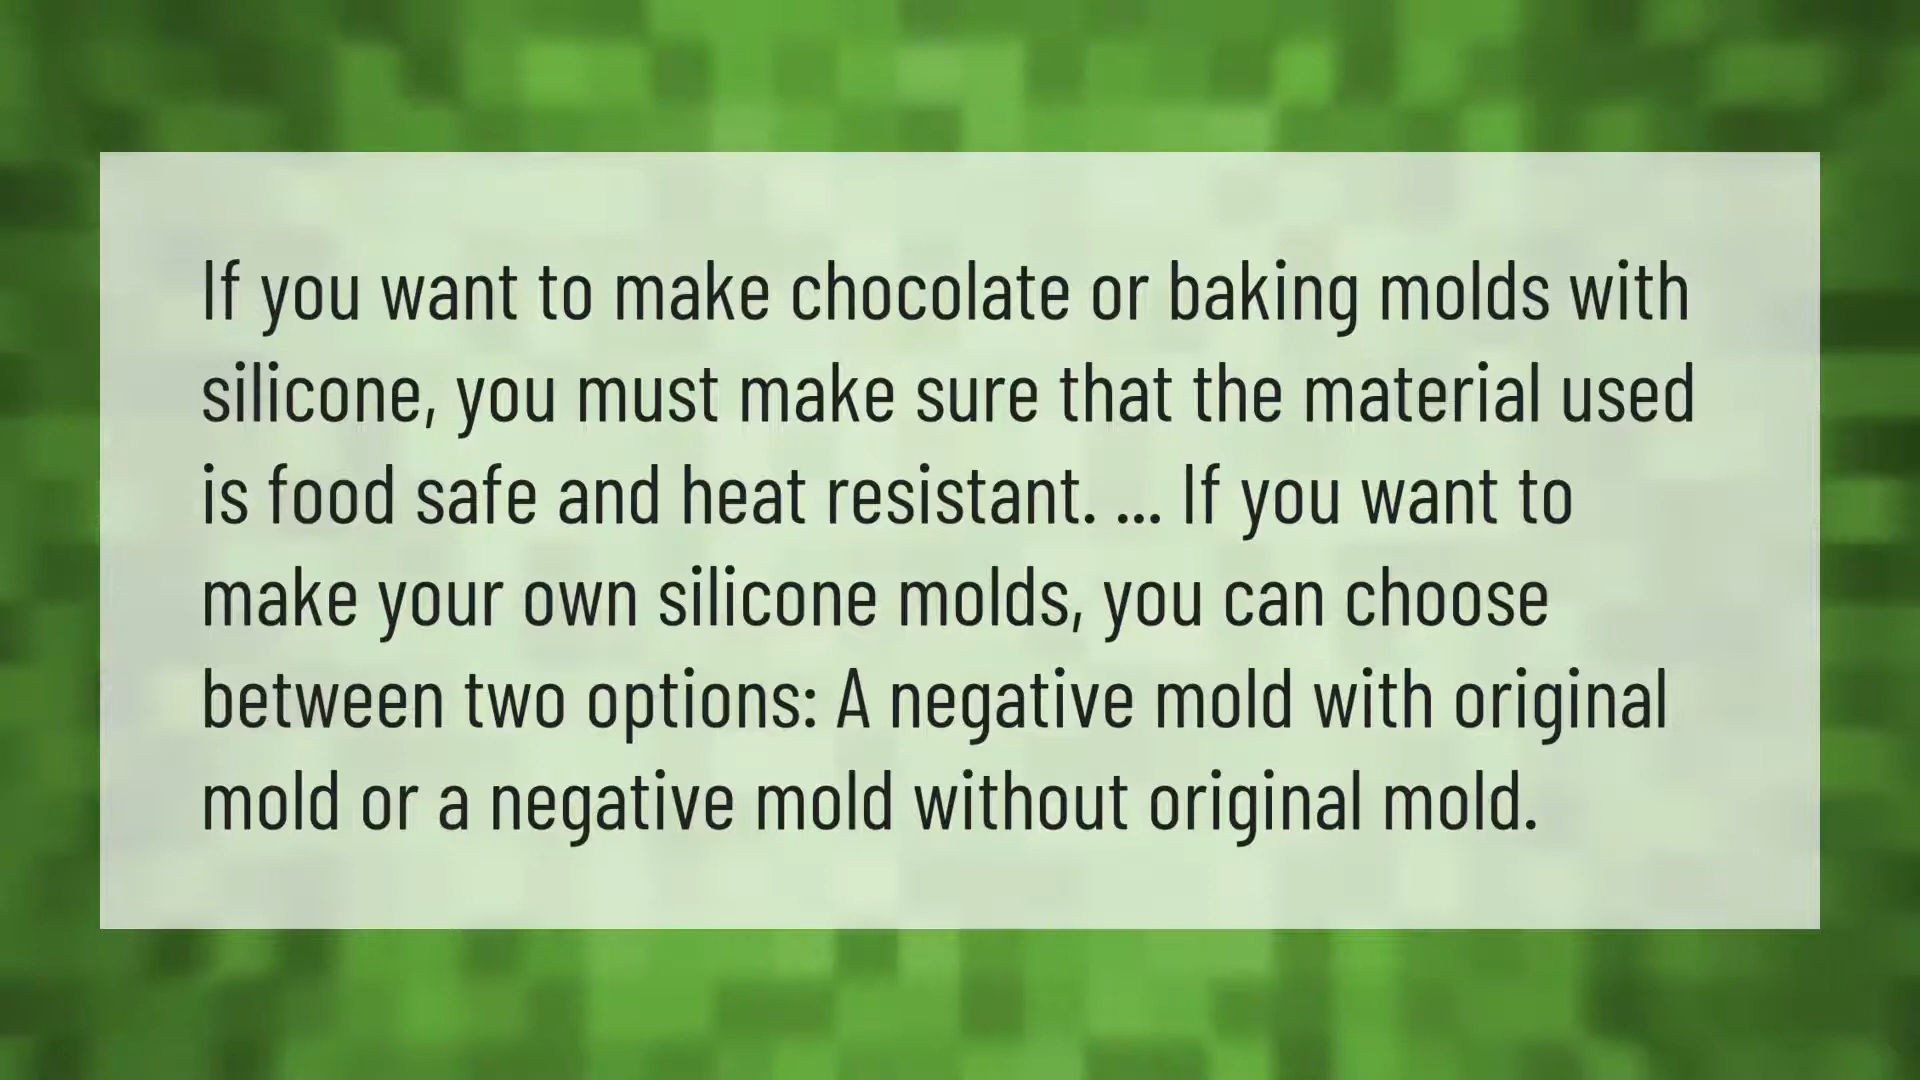 If you want to make chocolate or baking molds with
silicone, you must make sure that the material used
is food safe and heat resistant. ... If you want to
make your own silicone molds, you can choose
between two options: A negative mold with original
mold or a negative mold without original mold.